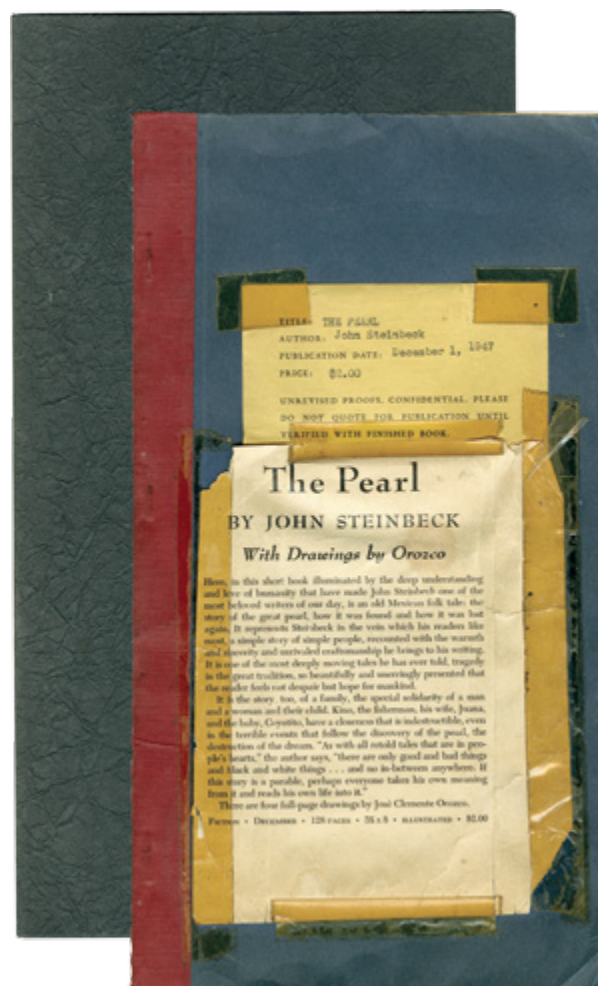 TITLE: THE PEARL
AUTHOR: John Steinbeck
PUBLICATION DATE: December 1, 1947
PRICE: $2.00
UNREVISED PROOFS. CONFIDENTIAL. PLEASE
DO NOT QUOTE FOR PUBLICATION UNTIL
VERIFIED WITH FINISHED BOOK.
The Pearl
BY JOHN STEINBECK
With Drawings by Orozco
Here, in this short book illuminated by the deep understanding
and love of humanity that have made John Steinbeck one of the
most beloved writers of our day, is an old Mexican folk tale: the
story of the great pearl, how it was found and how it was lost
again. It represents Steinbeck in the vein which his readers like
most, a simple story of simple people, recounted with the warmth
and sincerity and unrivaled craftsmanship he brings to his writing.
It is one of the most deeply moving tales he has ever told, tragedy
in the great tradition, so beautifully and unerringly presented that
the reader feels not despair but hope for mankind.
It is the story, too, of a family, the special solidarity of a man
and a woman and their child. Kino, the fisherman, his wife, Juana,
and the baby, Coyotito, have a closeness that is indestructible, even
in the terrible events that follow the discovery of the pearl, the
destruction of the dream. "As with all retold tales that are in peo-
ple's hearts," the author says, "there are only good and bad things
and black and white things . . . and no in-between anywhere. If
this story is a parable, perhaps everyone takes his own meaning
from it and reads his own life into it."
There are four full-page drawings by José Clemente Orozco.
FICTION • DECEMBER • 128 PAGES • 5¼ x 8 • ILLUSTRATED • $2.00